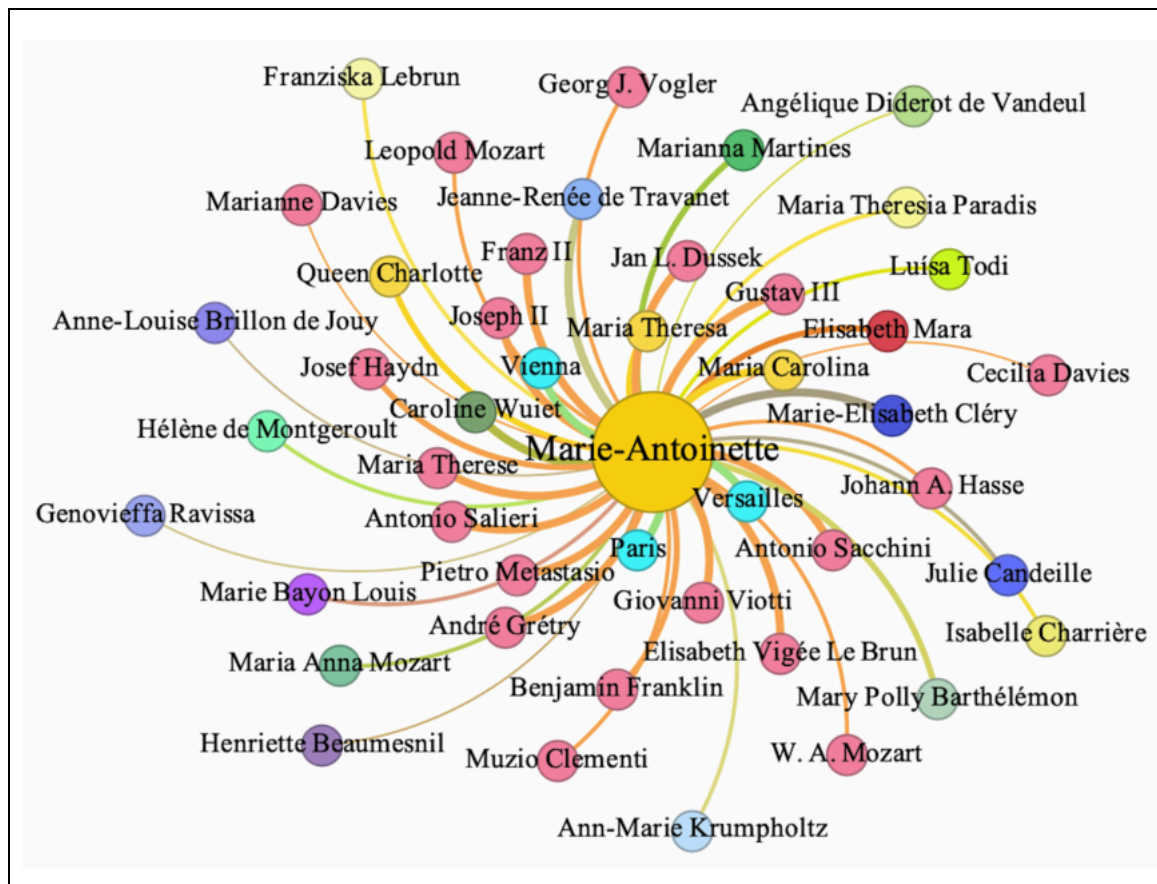 Franziska Lebrun
Georg J. Vogler
Angélique Diderot de Vandeul
Leopold Mozart
Marianna Martines
Marianne Davies
Jeanne-Renée de Travanet
Maria Theresia Paradis
Franz II
Jan L. Dussek
Queen Charlotte
Luísa Todi
Gustav III
Anne-Louise Brillon de Jouy
Joseph II
Maria Theresa
Elisabeth Mara
Josef Haydn
Vienna
Maria Carolina
Cecilia Davies
Caroline Wuiet
Marie-Elisabeth Cléry
Hélène de Montgeroult
Marie-Antoinette
Maria Therese
Johann A. Hasse
Versailles
Genovieffa Ravissa
Antonio Salieri
Paris
Antonio Sacchini
Pietro Metastasio
Julie Candeille
Marie Bayon Louis
Giovanni Viotti
André Grétry
Isabelle Charrière
Elisabeth Vigée Le Brun
Maria Anna Mozart
Benjamin Franklin
Mary Polly Barthélémon
Henriette Beaumesnil
Muzio Clementi
W. A. Mozart
Ann-Marie Krumpholtz